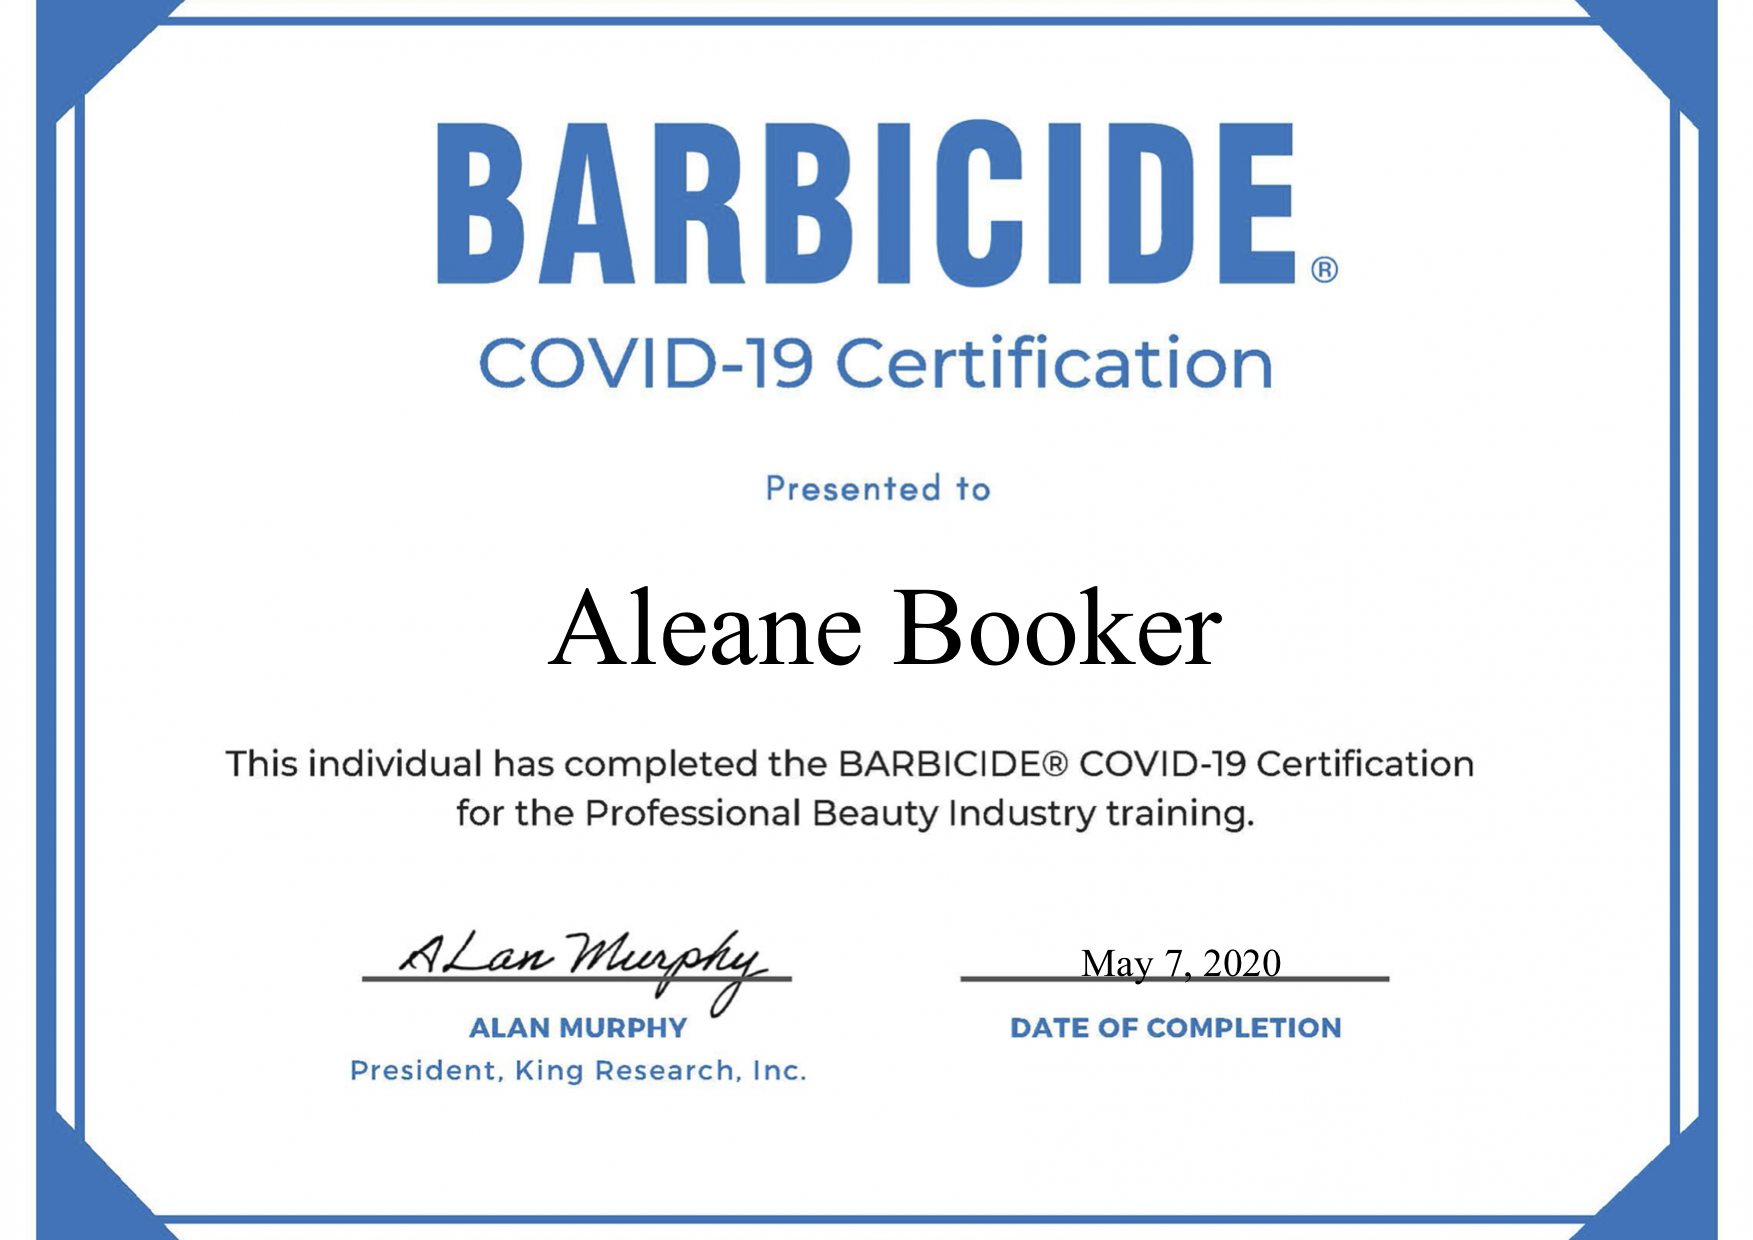 BARBICIDE®
COVID-19 Certification
Presented to
Aleane Booker
This individual has completed the BARBICIDE® COVID-19 Certification
for the Professional Beauty Industry training.
ALan Murphy
May 7, 2020
ALAN MURPHY
DATE OF COMPLETION
President, King Research, Inc.